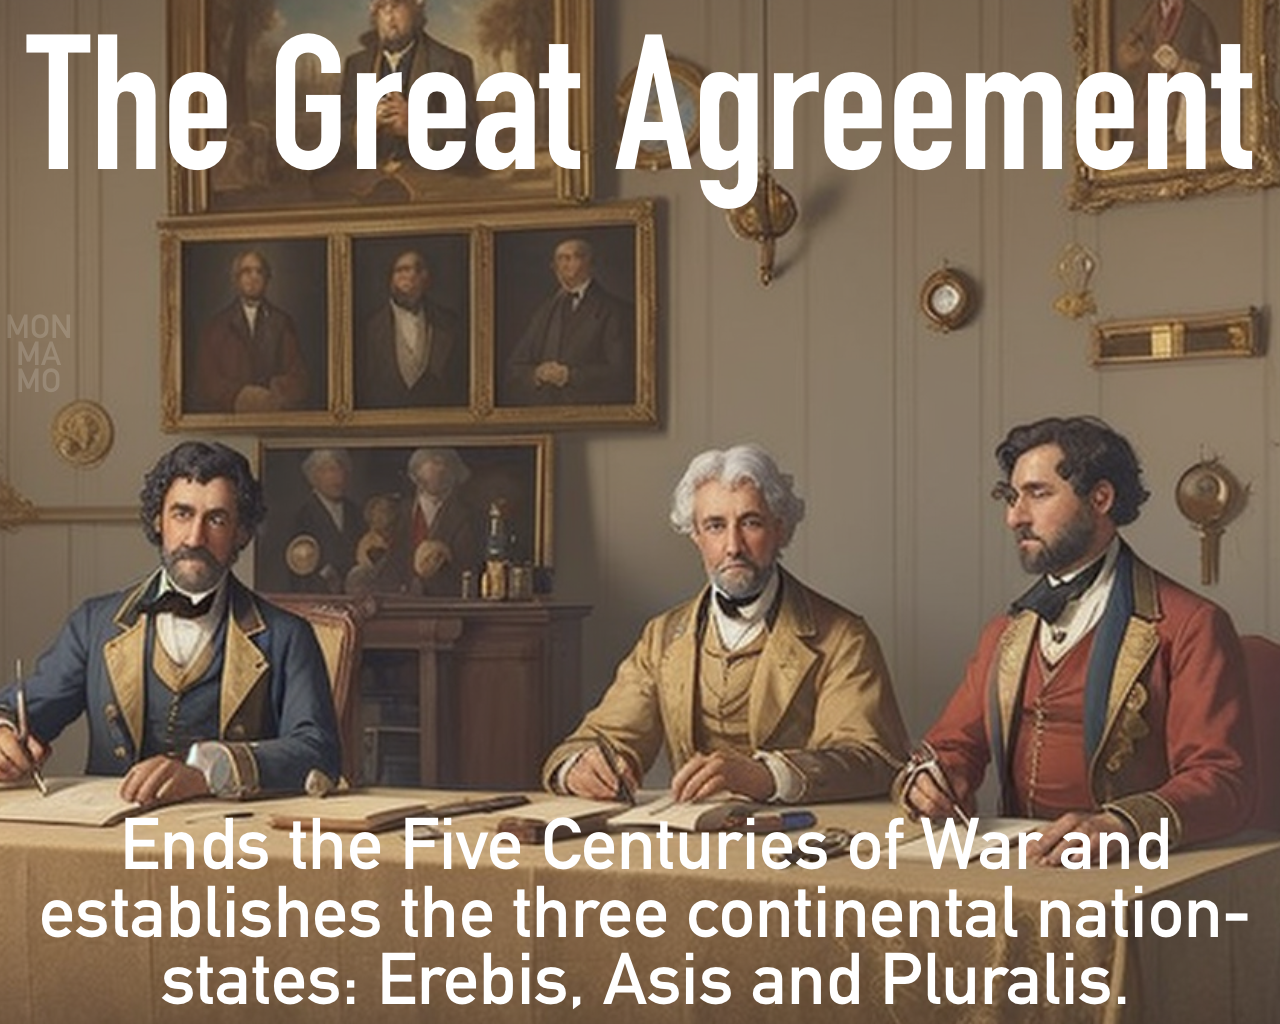 The Great Agreement
MON
MA
MO
Ends the Five Centuries of War and
establishes the three continental nation-
states: Erebis, Asis and Pluralis.